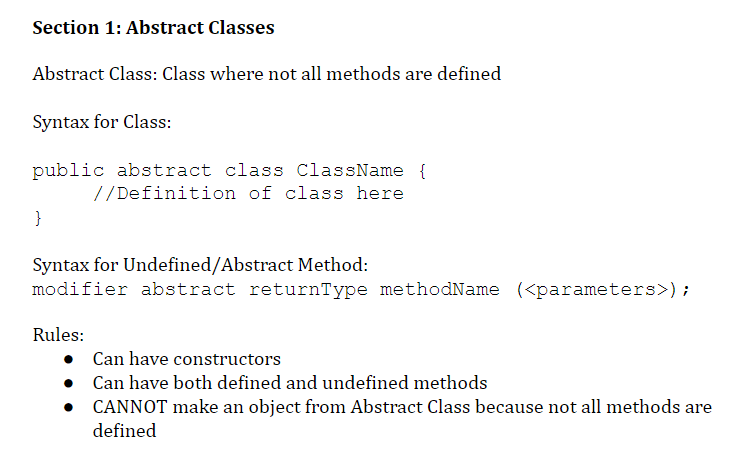 Section 1: Abstract Classes
Abstract Class: Class where not all methods are defined
Syntax for Class:
public abstract class ClassName {
//Definition of class here
}
Syntax for Undefined/Abstract Method:
modifier abstract returnType methodName (<parameters>);
Rules:
● Can have constructors
● Can have both defined and undefined methods
● CANNOT make an object from Abstract Class because not all methods are
defined